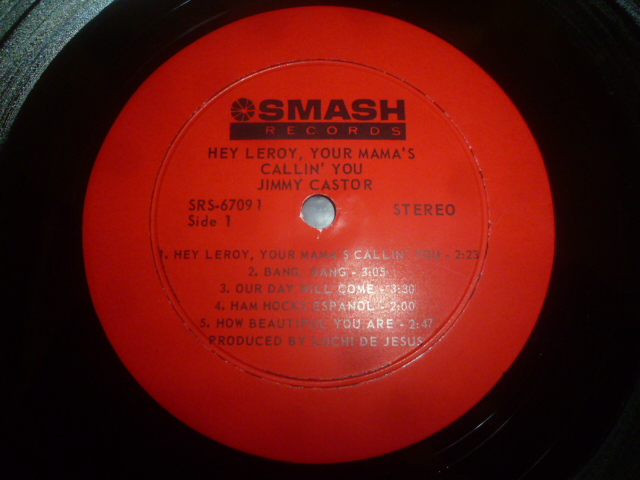 SMASH
RECORDS
HEY LEROY, YOUR MAMA'S
CALLIN' YOU
JIMMY CASTOR
SRS-67091
Side 1
STEREO
1. HEY LEROY, YOUR MAMA'S CALLIN' YOU - 2:23
2. BANG, BANG - 3:05
3. OUR DAY WILL COME - 3:30
4. HAM HOCKS ESPANOL - 2:00
5. HOW BEAUTIFUL YOU ARE - 2:47
PRODUCED BY LUCHI DE JESUS